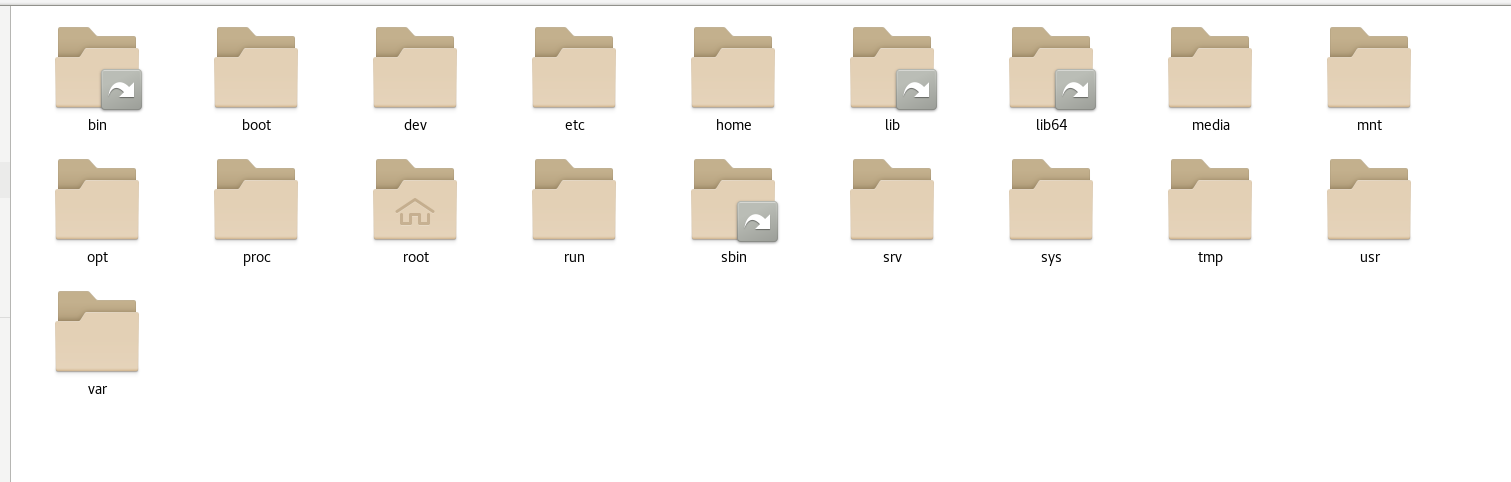 bin boot dev etc home lib lib64 media mnt
opt proc root run sbin srv sys tmp usr
var